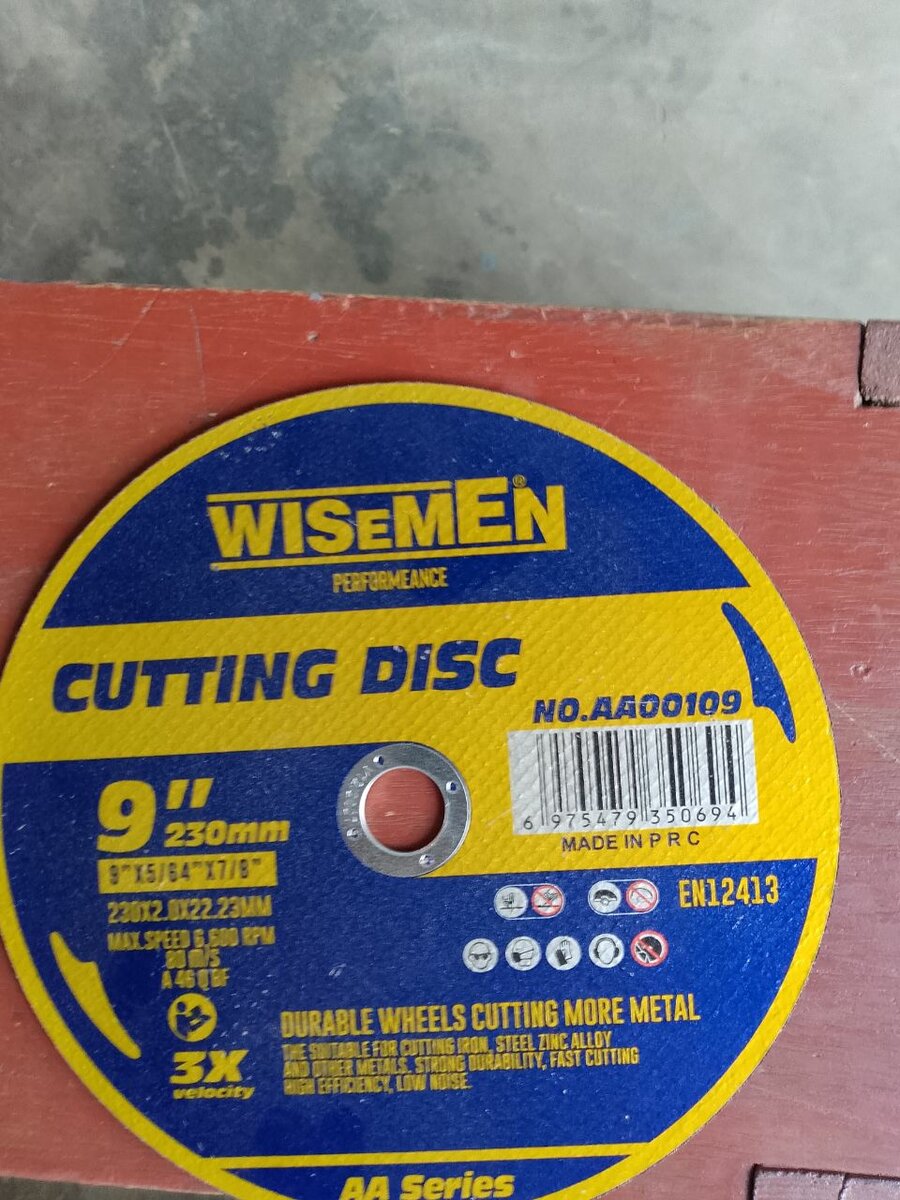 WISEMEN®
PERFORMEANCE
CUTTING DISC
NO.AA00109
6 975479 350694
MADE IN P R C
9"
230mm
9"X5/64"X7/8"
230X2.0X22.23MM
MAX.SPEED 6,600 RPM
80 m/S
A 46 Q BF
EN12413
3X
velocity
DURABLE WHEELS CUTTING MORE METAL
THE SUITABLE FOR CUTTING IRON, STEEL ZINC ALLOY
AND OTHER METALS. STRONG DURABILITY, FAST CUTTING
HIGH EFFICIENCY, LOW NOISE.
AA Series